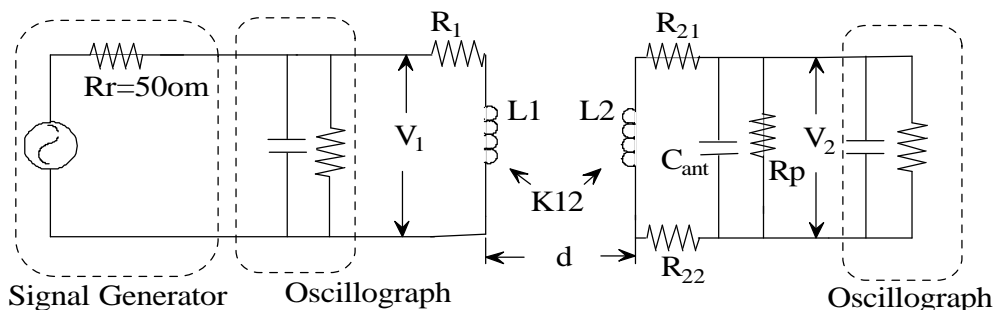 R1
R21
Rr=50om
V1
L1
L2
Cant
Rp
V2
K12
d
R22
Signal Generator
Oscillograph
Oscillograph